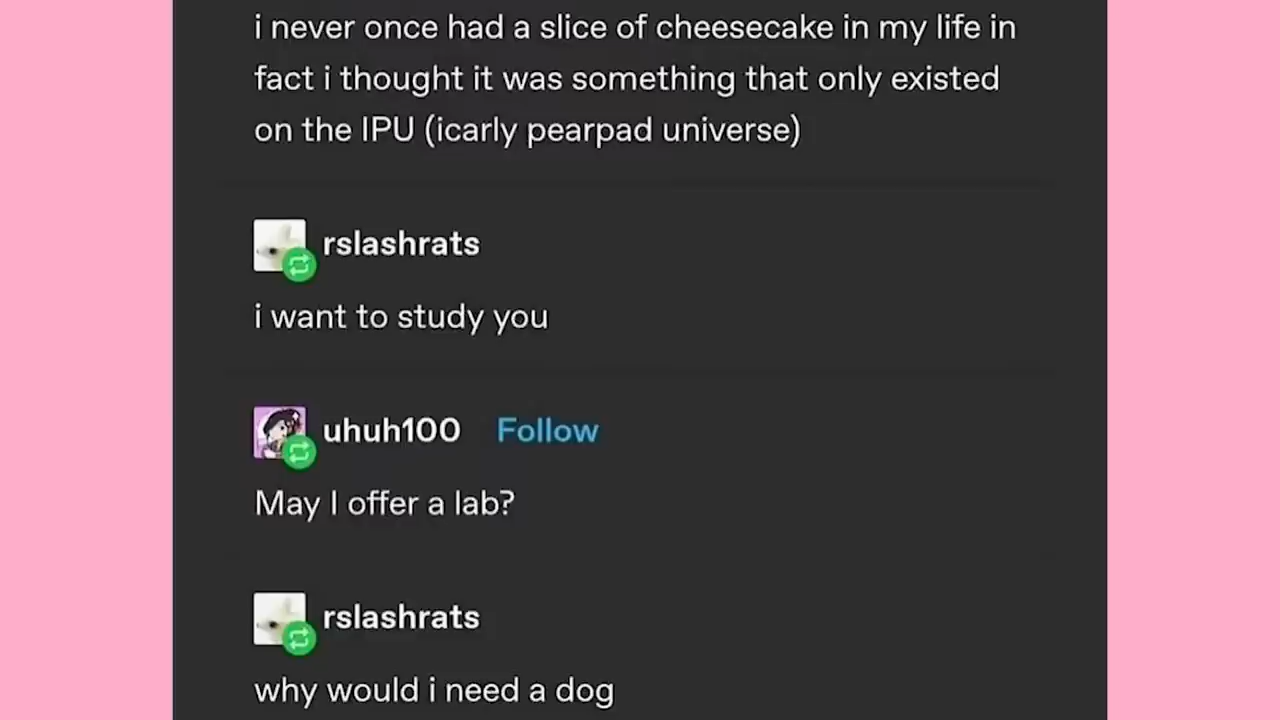 i never once had a slice of cheesecake in my life in
fact i thought it was something that only existed
on the IPU (icarly pearpad universe)
rslashrats
i want to study you
uhuh100 Follow
May I offer a lab?
rslashrats
why would i need a dog